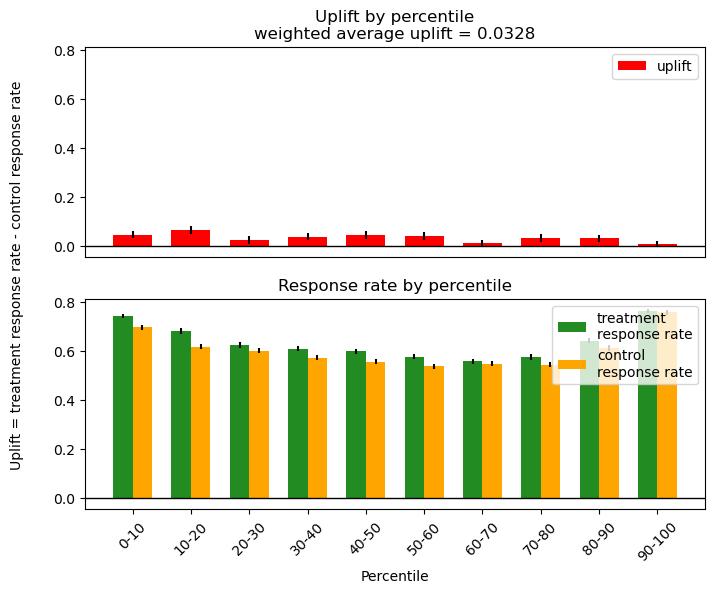 Uplift by percentile
weighted average uplift = 0.0328
0.8
0.6
0.4
0.2
0.0
uplift
Uplift = treatment response rate - control response rate
Response rate by percentile
0.8
0.6
0.4
0.2
0.0
treatment
response rate
control
response rate
0-10
10-20
20-30
30-40
40-50
50-60
60-70
70-80
80-90
90-100
Percentile